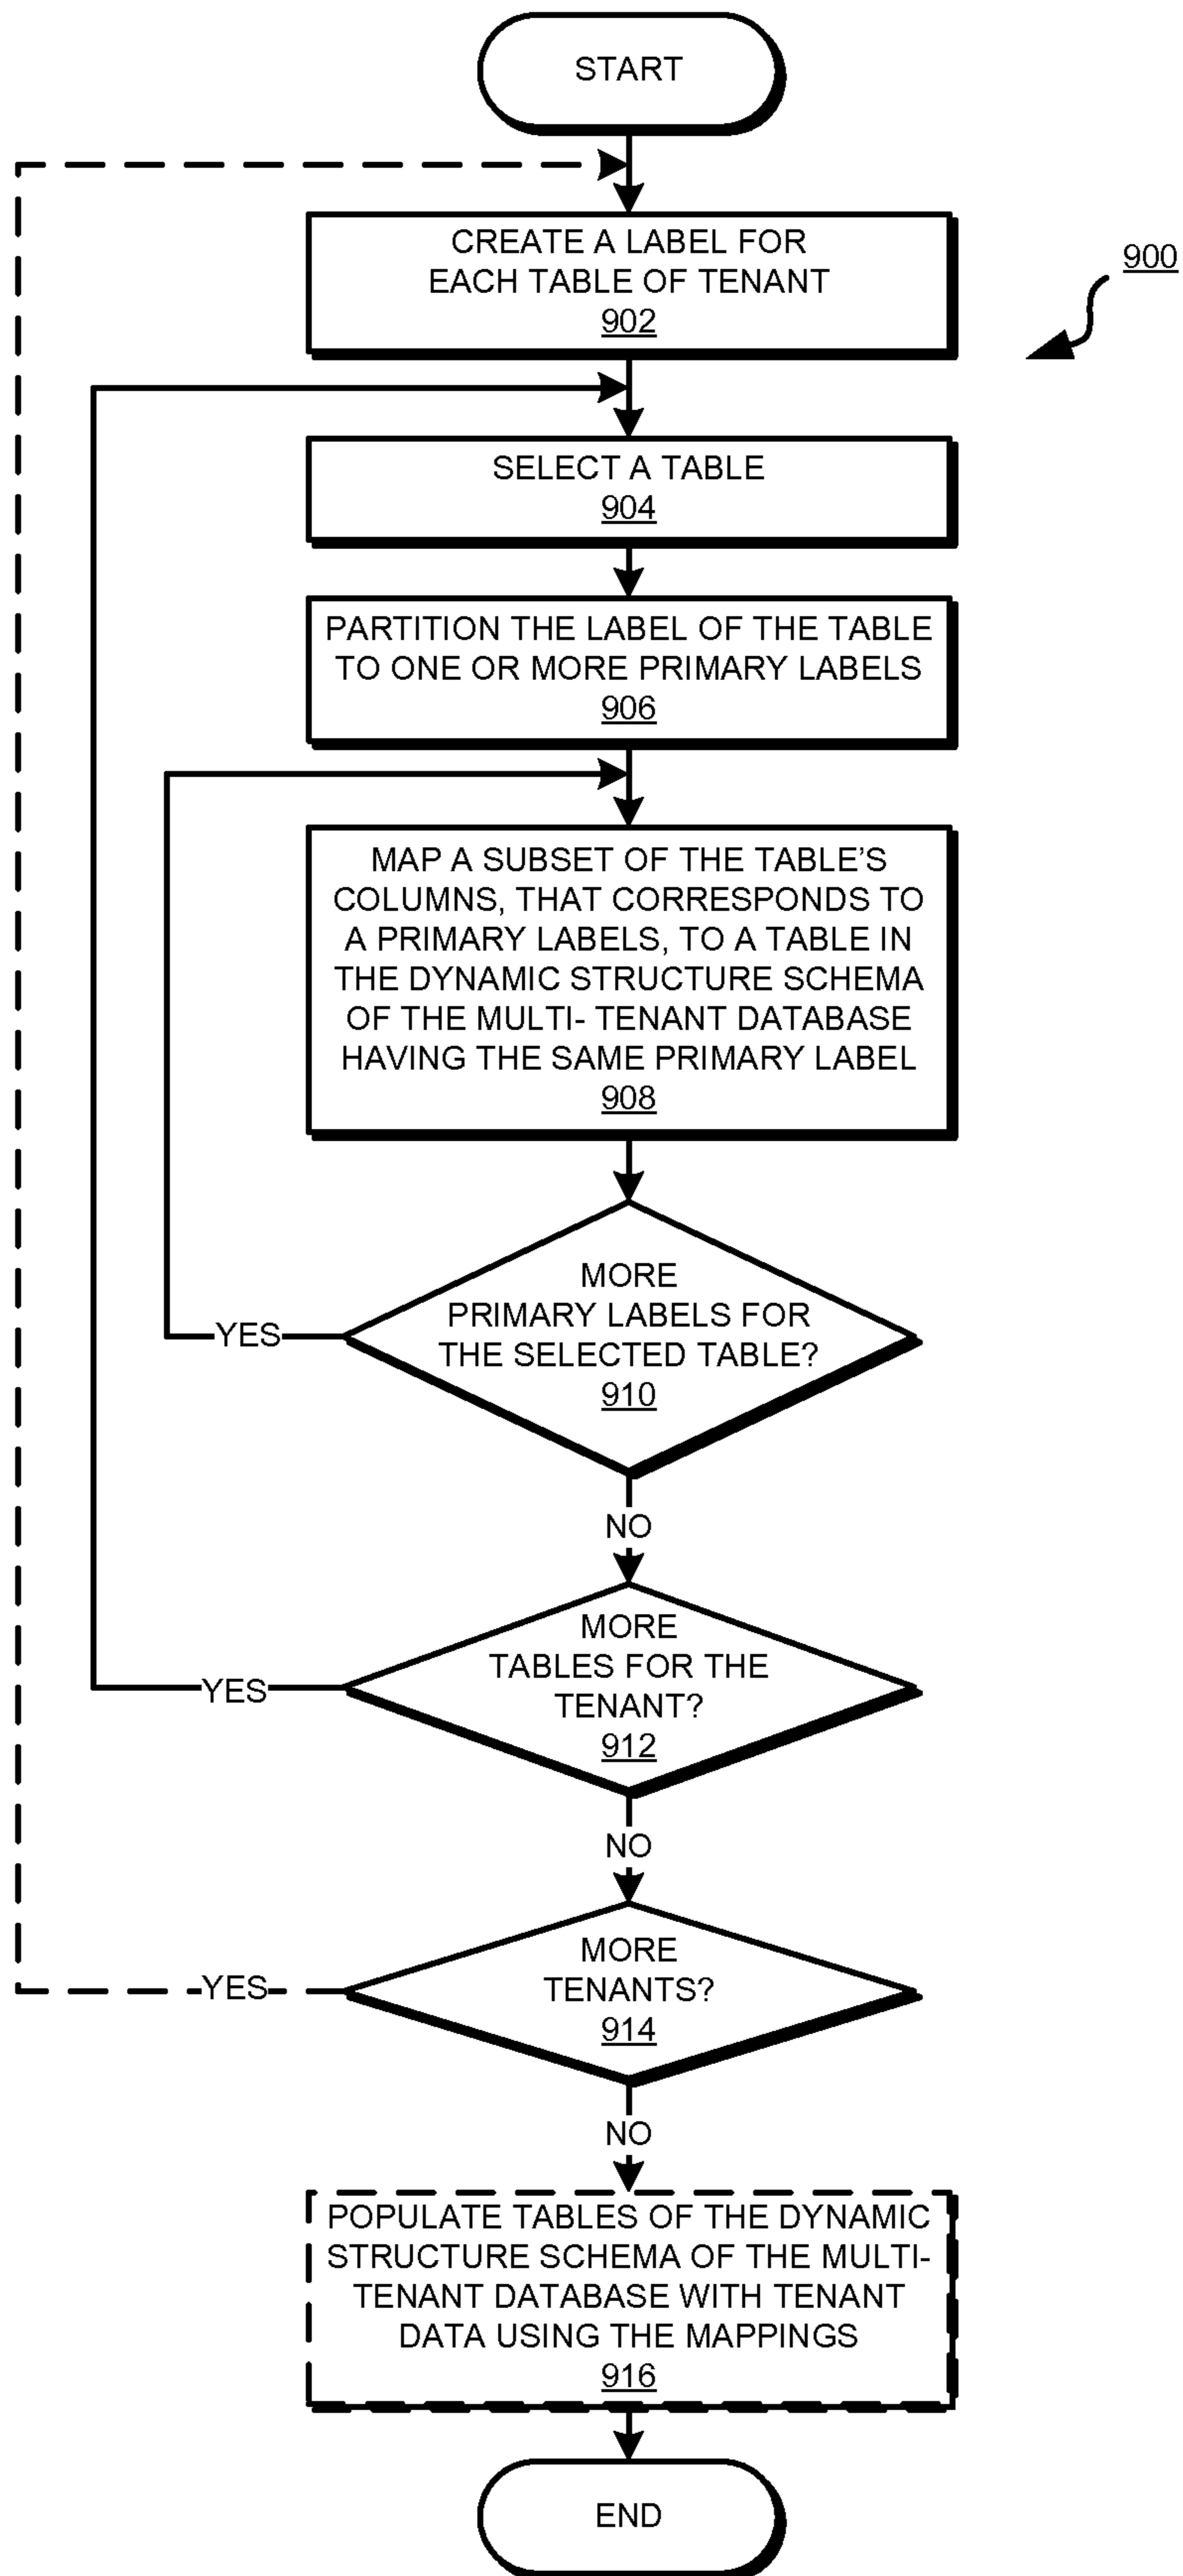 START
CREATE A LABEL FOR
EACH TABLE OF TENANT
902
900
SELECT A TABLE
904
PARTITION THE LABEL OF THE TABLE
TO ONE OR MORE PRIMARY LABELS
906
MAP A SUBSET OF THE TABLE'S
COLUMNS, THAT CORRESPONDS TO
A PRIMARY LABELS, TO A TABLE IN
THE DYNAMIC STRUCTURE SCHEMA
OF THE MULTI- TENANT DATABASE
HAVING THE SAME PRIMARY LABEL
908
MORE
PRIMARY LABELS FOR
THE SELECTED TABLE?
910
YES
NO
MORE
TABLES FOR THE
TENANT?
912
YES
NO
MORE
TENANTS?
914
YES
NO
POPULATE TABLES OF THE DYNAMIC
STRUCTURE SCHEMA OF THE MULTI-
TENANT DATABASE WITH TENANT
DATA USING THE MAPPINGS
916
END